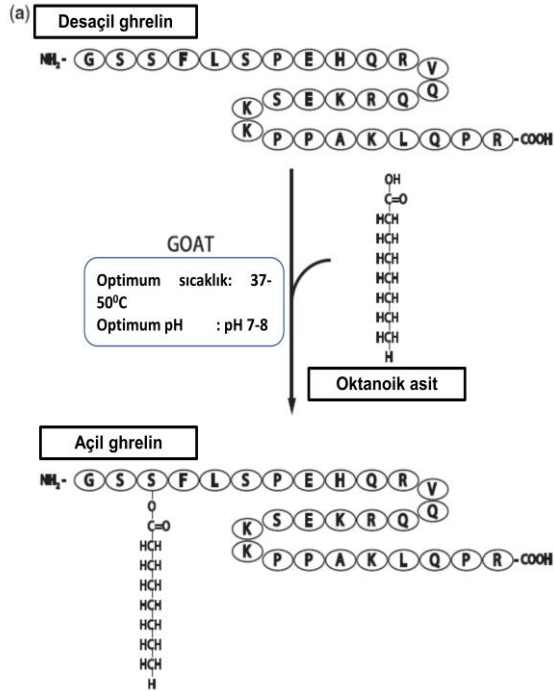 (a)
Desaçil ghrelin
NH2- G S S F L S P E H Q R V
K S E K R Q Q
K P P A K L Q P R -COOH
GOAT
Optimum sıcaklık: 37-
50⁰C
Optimum pH : pH 7-8
OH
C=O
HCH
HCH
HCH
HCH
HCH
HCH
HCH
H
Oktanoik asit
Açil ghrelin
NH2- G S S F L S P E H Q R V
K S E K R Q Q
K P P A K L Q P R -COOH
O
C=O
HCH
HCH
HCH
HCH
HCH
HCH
HCH
H